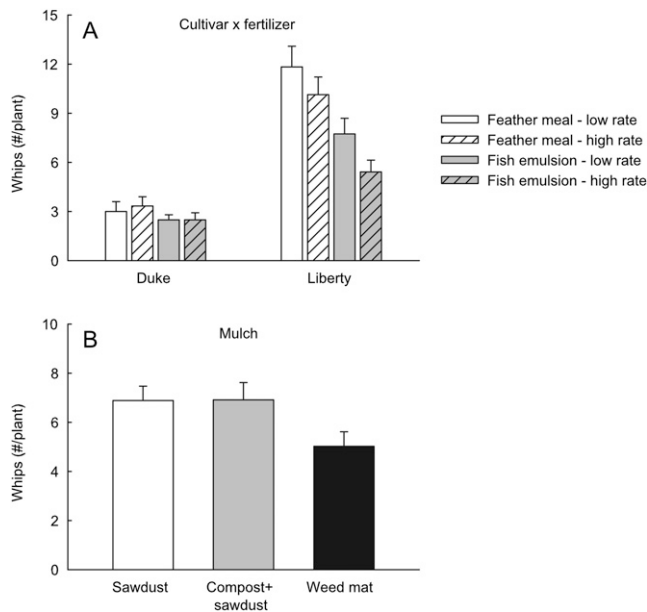 A
Cultivar x fertilizer
Whips (#/plant)
15
12
9
6
3
0
Duke
Liberty
Feather meal - low rate
Feather meal - high rate
Fish emulsion - low rate
Fish emulsion - high rate
B
Mulch
Whips (#/plant)
10
8
6
4
2
0
Sawdust
Compost+
sawdust
Weed mat